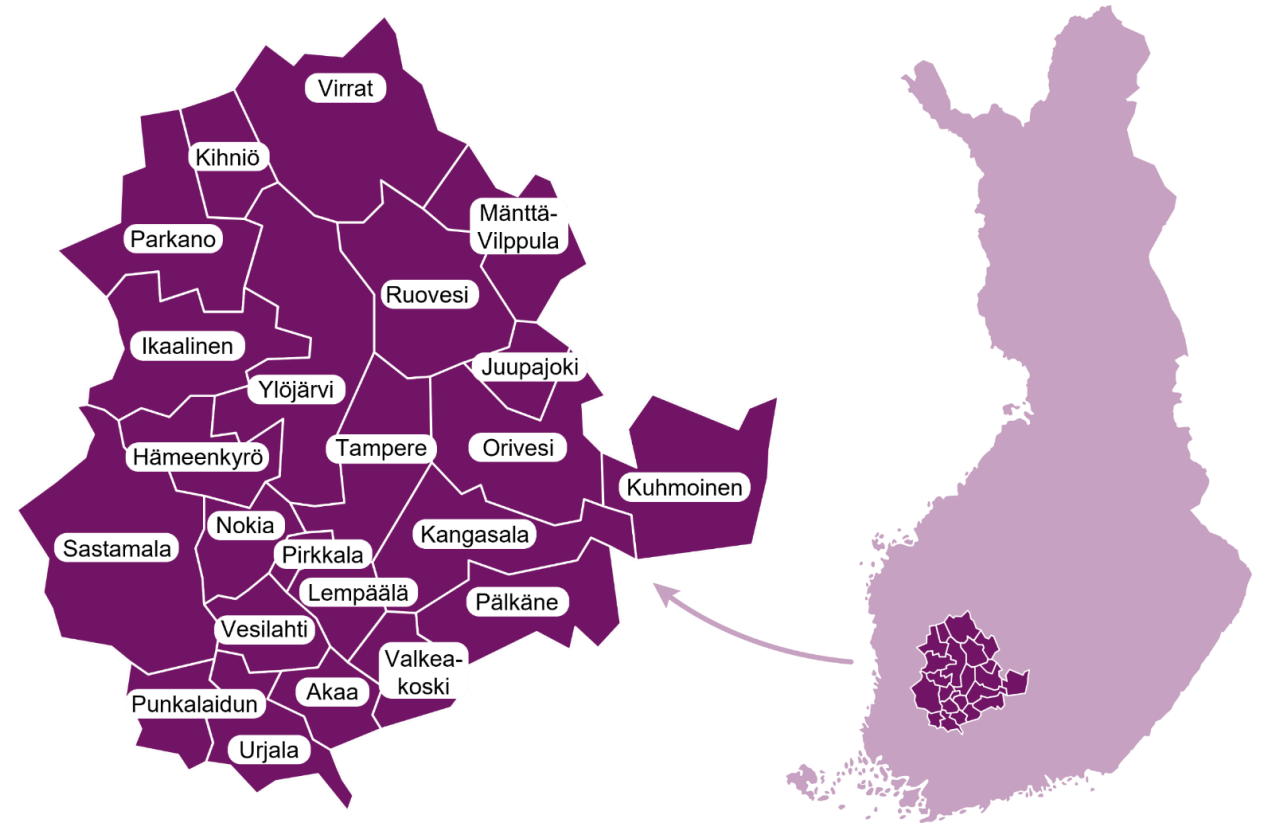 Virrat
Kihniö
Mänttä-
Vilppula
Parkano
Ruovesi
Ikaalinen
Juupajoki
Ylöjärvi
Tampere
Orivesi
Hämeenkyrö
Kuhmoinen
Nokia
Kangasala
Sastamala
Pirkkala
Lempäälä
Pälkäne
Vesilahti
Valkea-
koski
Akaa
Punkalaidun
Urjala